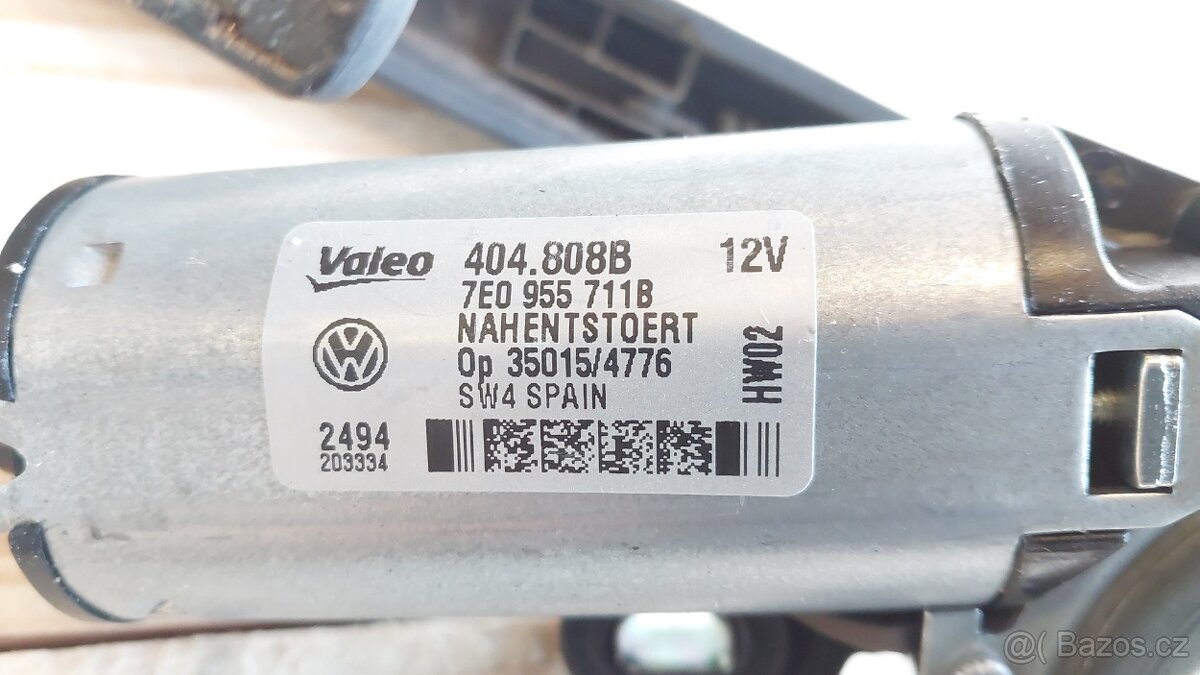 Valeo 404.808B 12V
7E0 955 711B
NAHENTSTOERT
Op 35015/4776
SW4 SPAIN
HW02
2494
203334
@( Bazos.cz